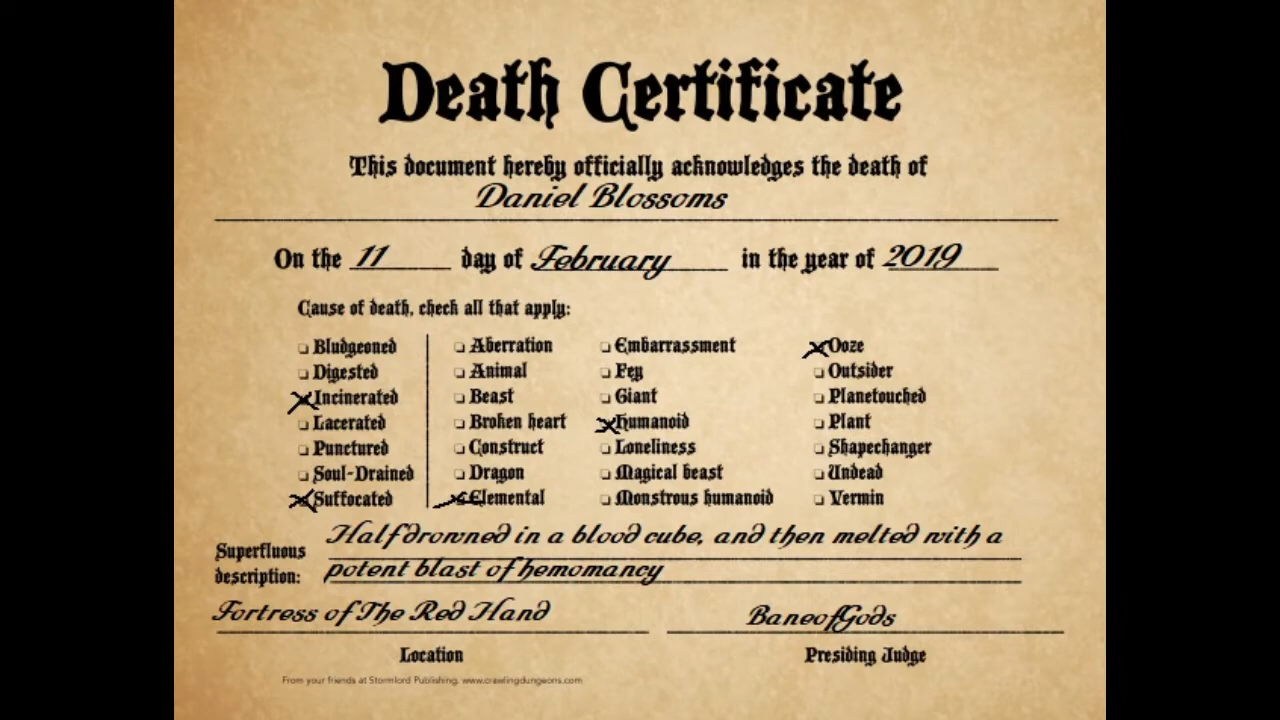 Death Certificate
This document hereby officially acknowledges the death of
Daniel Blossoms
On the 11 day of February in the year of 2019
Cause of death, check all that apply:
Bludgeoned Aberration Embarrassment Ooze
Digested Animal Fey Outsider
Incinerated Beast Giant Planetouched
Lacerated Broken heart Humanoid Plant
Punctured Construct Loneliness Shapechanger
Soul-Drained Dragon Magical beast Undead
Suffocated Elemental Monstrous humanoid Vermin
Superfluous description: Half drowned in a blood cube, and then melted with a
potent blast of hemomancy
Fortress of The Red Hand BaneofGods
Location Presiding Judge
From your friends at Stormlord Publishing, www.crawlingdungeons.com